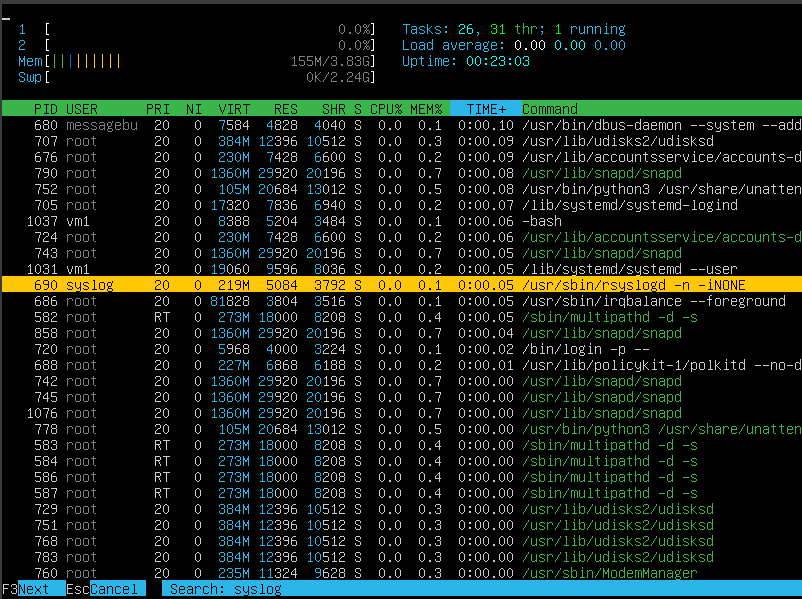 1 [ 0.0%] Tasks: 26, 31 thr; 1 running
2 [ 0.0%] Load average: 0.00 0.00 0.00
Mem[||||||||| 155M/3.83G] Uptime: 00:23:03
Swp[ 0K/2.24G]
PID USER PRI NI VIRT RES SHR S CPU% MEM% TIME+ Command
680 messagebu 20 0 7584 4828 4040 S 0.0 0.1 0:00.10 /usr/bin/dbus-daemon --system --add
707 root 20 0 384M 12396 10512 S 0.0 0.3 0:00.09 /usr/lib/udisks2/udisksd
676 root 20 0 230M 7428 6600 S 0.0 0.2 0:00.09 /usr/lib/accountsservice/accounts-d
790 root 20 0 1360M 29920 20196 S 0.0 0.7 0:00.08 /usr/lib/snapd/snapd
752 root 20 0 105M 20684 13012 S 0.0 0.5 0:00.08 /usr/bin/python3 /usr/share/unatten
705 root 20 0 17320 7836 6940 S 0.0 0.2 0:00.07 /lib/systemd/systemd-logind
1037 vm1 20 0 8388 5204 3484 S 0.0 0.1 0:00.06 -bash
724 root 20 0 230M 7428 6600 S 0.0 0.2 0:00.06 /usr/lib/accountsservice/accounts-d
743 root 20 0 1360M 29920 20196 S 0.0 0.7 0:00.05 /usr/lib/snapd/snapd
1031 vm1 20 0 19060 9596 8036 S 0.0 0.2 0:00.05 /lib/systemd/systemd --user
690 syslog 20 0 219M 5084 3792 S 0.0 0.1 0:00.05 /usr/sbin/rsyslogd -n -iNONE
686 root 20 0 81828 3804 3516 S 0.0 0.1 0:00.05 /usr/sbin/irqbalance --foreground
582 root RT 0 273M 18000 8208 S 0.0 0.4 0:00.05 /sbin/multipathd -d -s
858 root 20 0 1360M 29920 20196 S 0.0 0.7 0:00.04 /usr/lib/snapd/snapd
720 root 20 0 5968 4000 3224 S 0.0 0.1 0:00.02 /bin/login -p --
688 root 20 0 227M 6868 6188 S 0.0 0.2 0:00.01 /usr/lib/policykit-1/polkitd --no-d
742 root 20 0 1360M 29920 20196 S 0.0 0.7 0:00.00 /usr/lib/snapd/snapd
745 root 20 0 1360M 29920 20196 S 0.0 0.7 0:00.00 /usr/lib/snapd/snapd
1076 root 20 0 1360M 29920 20196 S 0.0 0.7 0:00.00 /usr/lib/snapd/snapd
778 root 20 0 105M 20684 13012 S 0.0 0.5 0:00.00 /usr/bin/python3 /usr/share/unatten
583 root RT 0 273M 18000 8208 S 0.0 0.4 0:00.00 /sbin/multipathd -d -s
584 root RT 0 273M 18000 8208 S 0.0 0.4 0:00.00 /sbin/multipathd -d -s
586 root RT 0 273M 18000 8208 S 0.0 0.4 0:00.00 /sbin/multipathd -d -s
587 root RT 0 273M 18000 8208 S 0.0 0.4 0:00.00 /sbin/multipathd -d -s
729 root 20 0 384M 12396 10512 S 0.0 0.3 0:00.00 /usr/lib/udisks2/udisksd
751 root 20 0 384M 12396 10512 S 0.0 0.3 0:00.00 /usr/lib/udisks2/udisksd
768 root 20 0 384M 12396 10512 S 0.0 0.3 0:00.00 /usr/lib/udisks2/udisksd
783 root 20 0 384M 12396 10512 S 0.0 0.3 0:00.00 /usr/lib/udisks2/udisksd
760 root 20 0 235M 11324 9628 S 0.0 0.3 0:00.00 /usr/sbin/ModemManager
F3Next EscCancel Search: syslog